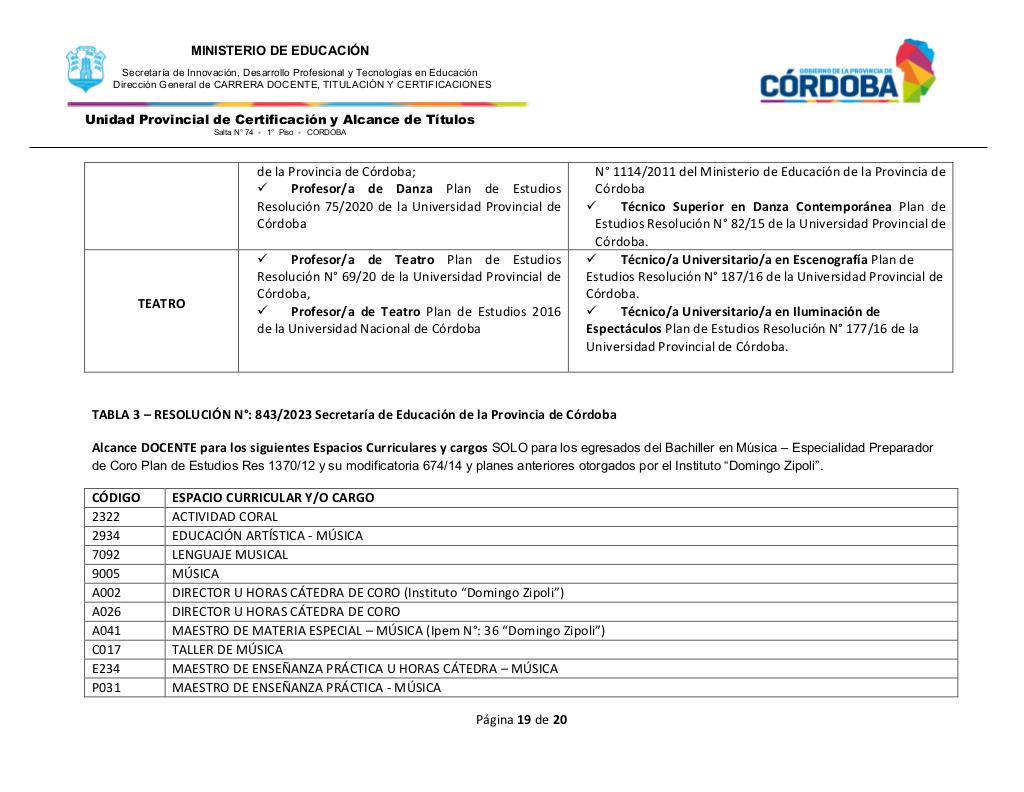 MINISTERIO DE EDUCACIÓN
Secretaría de Innovación, Desarrollo Profesional y Tecnologías en Educación
Dirección General de CARRERA DOCENTE, TITULACIÓN Y CERTIFICACIONES
GOBIERNO DE LA PROVINCIA DE
CÓRDOBA
Unidad Provincial de Certificación y Alcance de Títulos
Salta N° 74 - 1° Piso - CORDOBA
de la Provincia de Córdoba;
✓ Profesor/a de Danza Plan de Estudios
Resolución 75/2020 de la Universidad Provincial de
Córdoba
N° 1114/2011 del Ministerio de Educación de la Provincia de
Córdoba
✓ Técnico Superior en Danza Contemporánea Plan de
Estudios Resolución N° 82/15 de la Universidad Provincial de
Córdoba.
TEATRO
✓ Profesor/a de Teatro Plan de Estudios
Resolución N° 69/20 de la Universidad Provincial de
Córdoba,
✓ Profesor/a de Teatro Plan de Estudios 2016
de la Universidad Nacional de Córdoba
✓ Técnico/a Universitario/a en Escenografía Plan de
Estudios Resolución N° 187/16 de la Universidad Provincial de
Córdoba.
✓ Técnico/a Universitario/a en Iluminación de
Espectáculos Plan de Estudios Resolución N° 177/16 de la
Universidad Provincial de Córdoba.
TABLA 3 – RESOLUCIÓN N°: 843/2023 Secretaría de Educación de la Provincia de Córdoba
Alcance DOCENTE para los siguientes Espacios Curriculares y cargos SOLO para los egresados del Bachiller en Música – Especialidad Preparador
de Coro Plan de Estudios Res 1370/12 y su modificatoria 674/14 y planes anteriores otorgados por el Instituto “Domingo Zipoli”.
CÓDIGO ESPACIO CURRICULAR Y/O CARGO
2322 ACTIVIDAD CORAL
2934 EDUCACIÓN ARTÍSTICA - MÚSICA
7092 LENGUAJE MUSICAL
9005 MÚSICA
A002 DIRECTOR U HORAS CÁTEDRA DE CORO (Instituto “Domingo Zipoli”)
A026 DIRECTOR U HORAS CÁTEDRA DE CORO
A041 MAESTRO DE MATERIA ESPECIAL – MÚSICA (Ipem N°: 36 “Domingo Zipoli”)
C017 TALLER DE MÚSICA
E234 MAESTRO DE ENSEÑANZA PRÁCTICA U HORAS CÁTEDRA – MÚSICA
P031 MAESTRO DE ENSEÑANZA PRÁCTICA - MÚSICA
Página 19 de 20